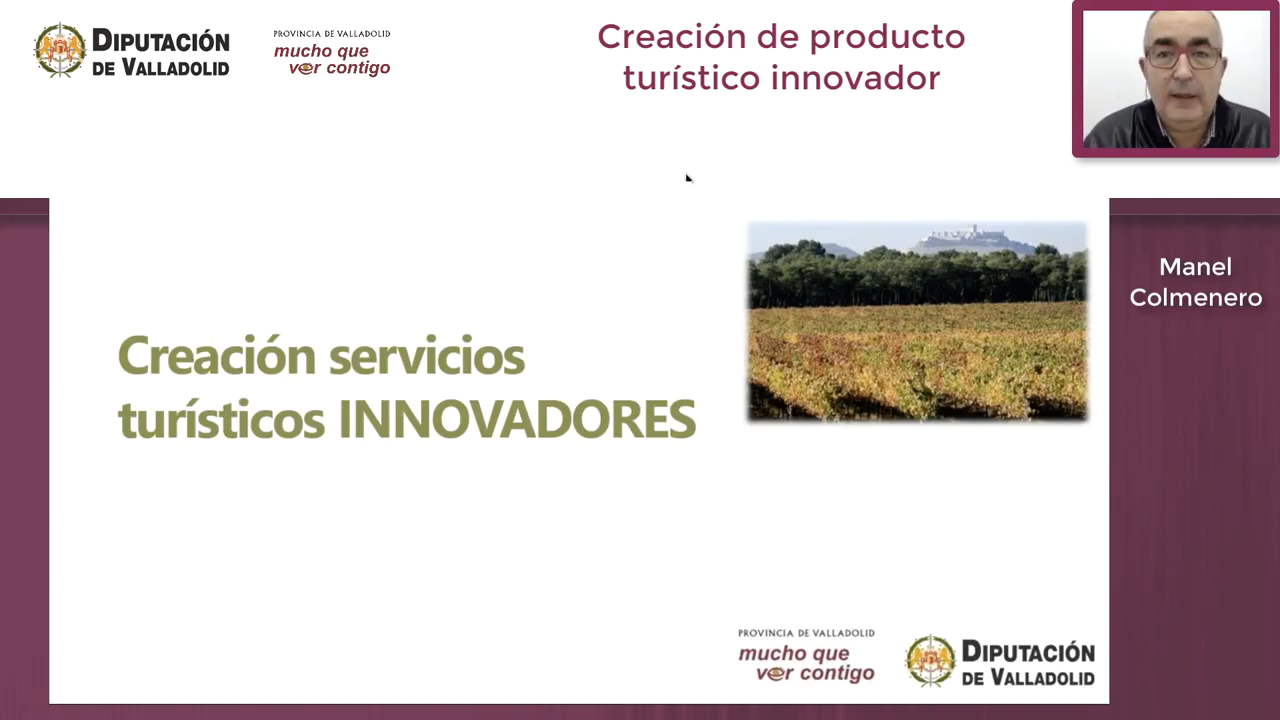 DIPUTACIÓN
DE VALLADOLID
PROVINCIA DE VALLADOLID
mucho que
ver contigo
Creación de producto
turístico innovador
Manel
Colmenero
Creación servicios
turísticos INNOVADORES
PROVINCIA DE VALLADOLID
mucho que
ver contigo
DIPUTACIÓN
DE VALLADOLID